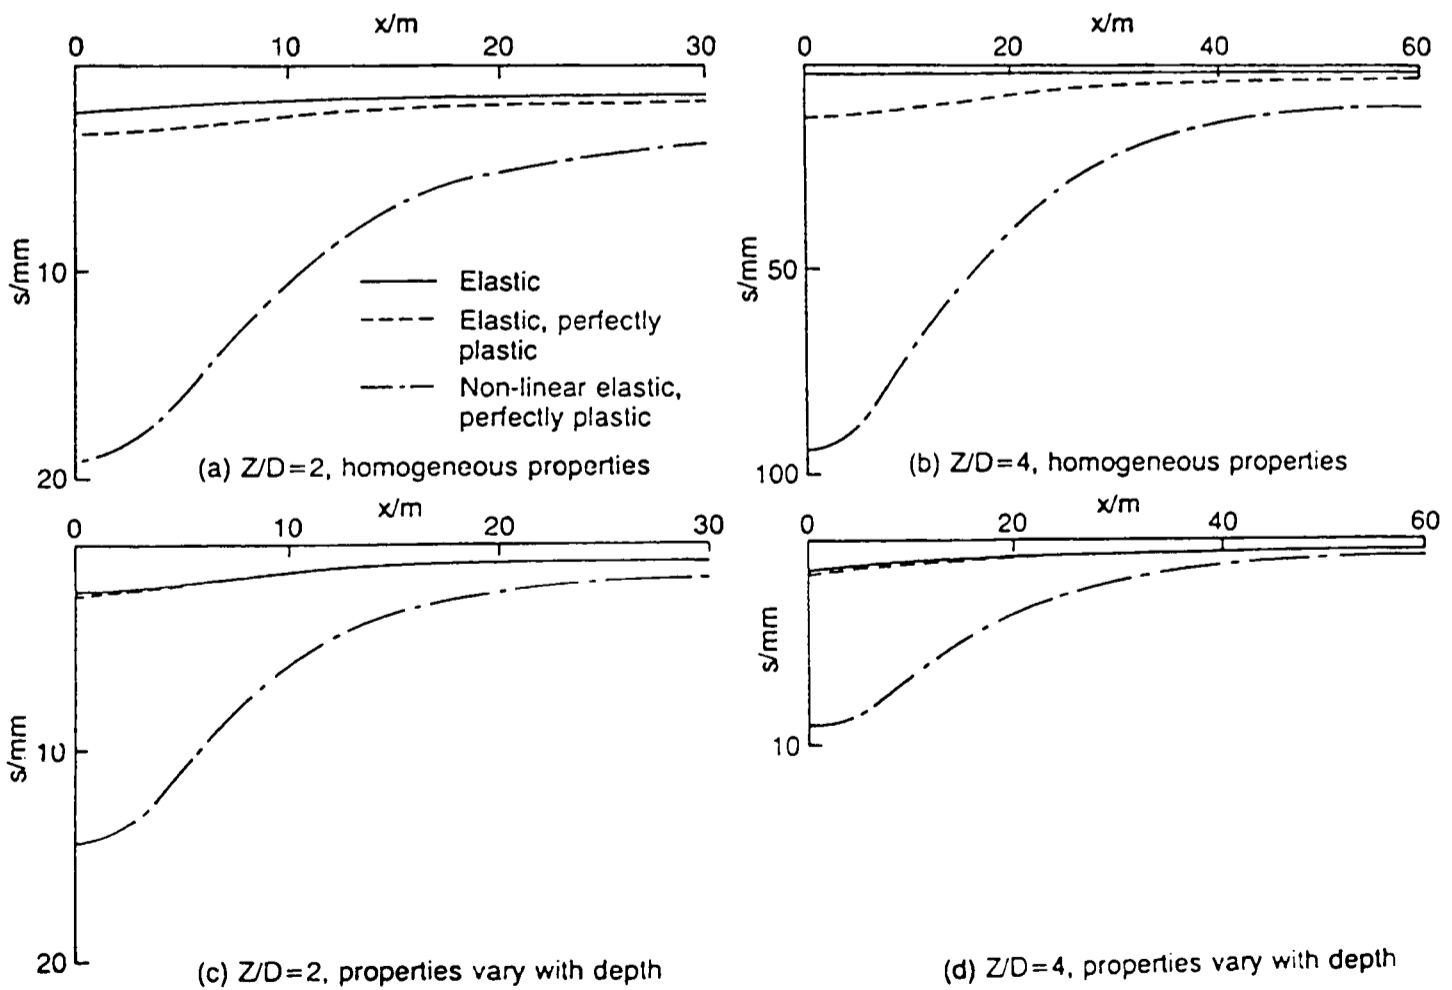 x/m
0 10 20 30
s/mm
10
20
Elastic
Elastic, perfectly
plastic
Non-linear elastic,
perfectly plastic
(a) Z/D=2, homogeneous properties
x/m
0 20 40 60
s/mm
50
100
(b) Z/D=4, homogeneous properties
x/m
0 10 20 30
s/mm
10
20
(c) Z/D=2, properties vary with depth
x/m
0 20 40 60
s/mm
10
(d) Z/D=4, properties vary with depth